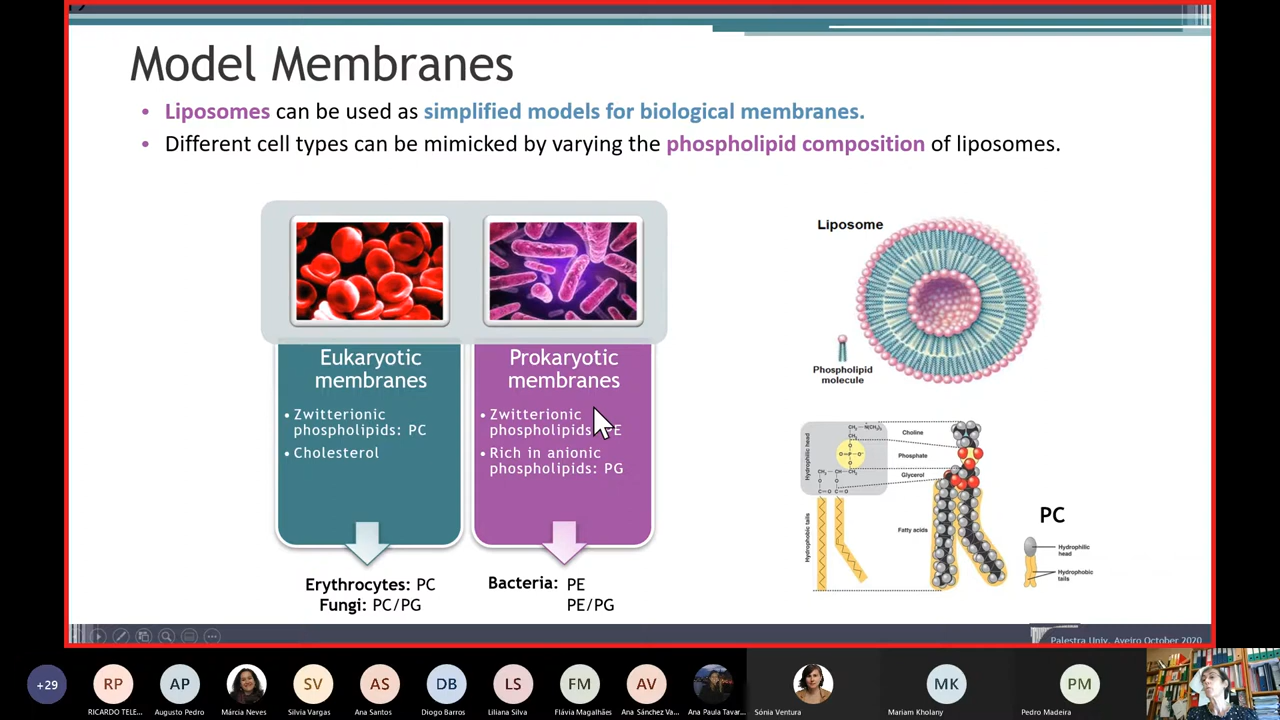 Model Membranes
• Liposomes can be used as simplified models for biological membranes.
• Different cell types can be mimicked by varying the phospholipid composition of liposomes.
Eukaryotic
membranes
• Zwitterionic
phospholipids: PC
• Cholesterol
Erythrocytes: PC
Fungi: PC/PG
Prokaryotic
membranes
• Zwitterionic
phospholipids
• Rich in anionic
phospholipids: PG
Bacteria: PE
PE/PG
Liposome
Phospholipid
molecule
Hydrophilic head
Hydrophobic tails
Choline
Phosphate
Glycerol
Fatty acids
PC
Hydrophilic
head
Hydrophobic
tails
Palestra Univ. Aveiro October 2020
+29
RP
AP
SV
AS
DB
LS
FM
AV
MK
PM
RICARDO TELE...
Augusto Pedro
Márcia Neves
Silvia Vargas
Ana Santos
Diogo Barros
Liliana Silva
Flávia Magalhães
Ana Sánchez Va...
Ana Paula Tavar...
Sónia Ventura
Mariam Kholany
Pedro Madeira